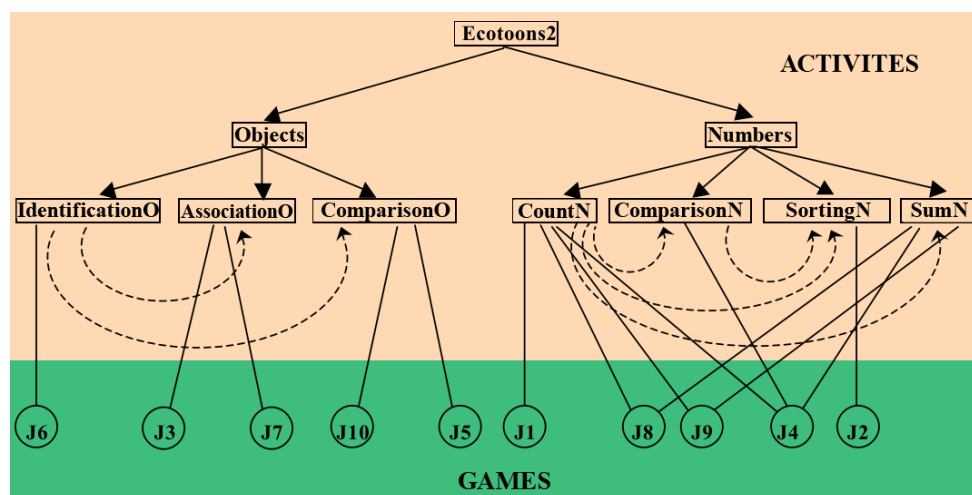 Ecotoons2
ACTIVITES
Objects
Numbers
IdentificationO
AssociationO
ComparisonO
CountN
ComparisonN
SortingN
SumN
J6
J3
J7
J10
J5
J1
J8
J9
J4
J2
GAMES